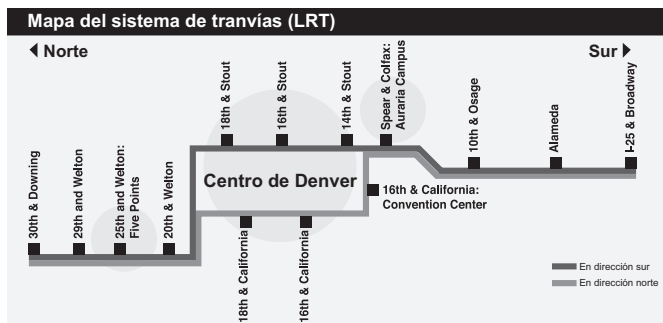 Mapa del sistema de tranvías (LRT)
Norte
Sur
30th & Downing
29th and Welton
25th and Welton:
Five Points
20th & Welton
18th & Stout
16th & Stout
14th & Stout
Spear & Colfax:
Auraria Campus
10th & Osage
Alameda
I-25 & Broadway
Centro de Denver
16th & California:
Convention Center
18th & California
16th & California
En dirección sur
En dirección norte